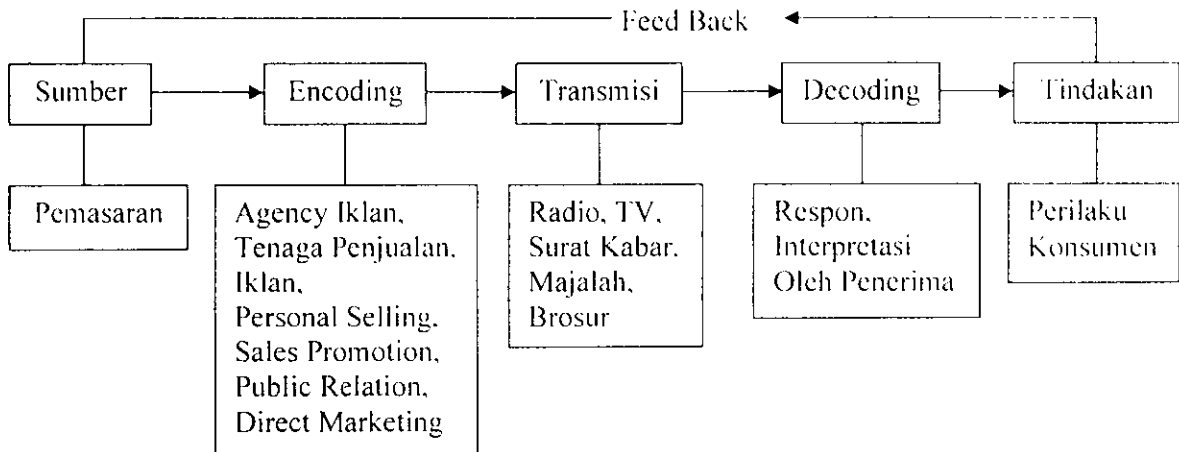 Feed Back
Sumber
Encoding
Transmisi
Decoding
Tindakan
Pemasaran
Agency Iklan,
Tenaga Penjualan.
Iklan,
Personal Selling.
Sales Promotion,
Public Relation,
Direct Marketing
Radio, TV,
Surat Kabar.
Majalah,
Brosur
Respon.
Interpretasi
Oleh Penerima
Perilaku
Konsumen